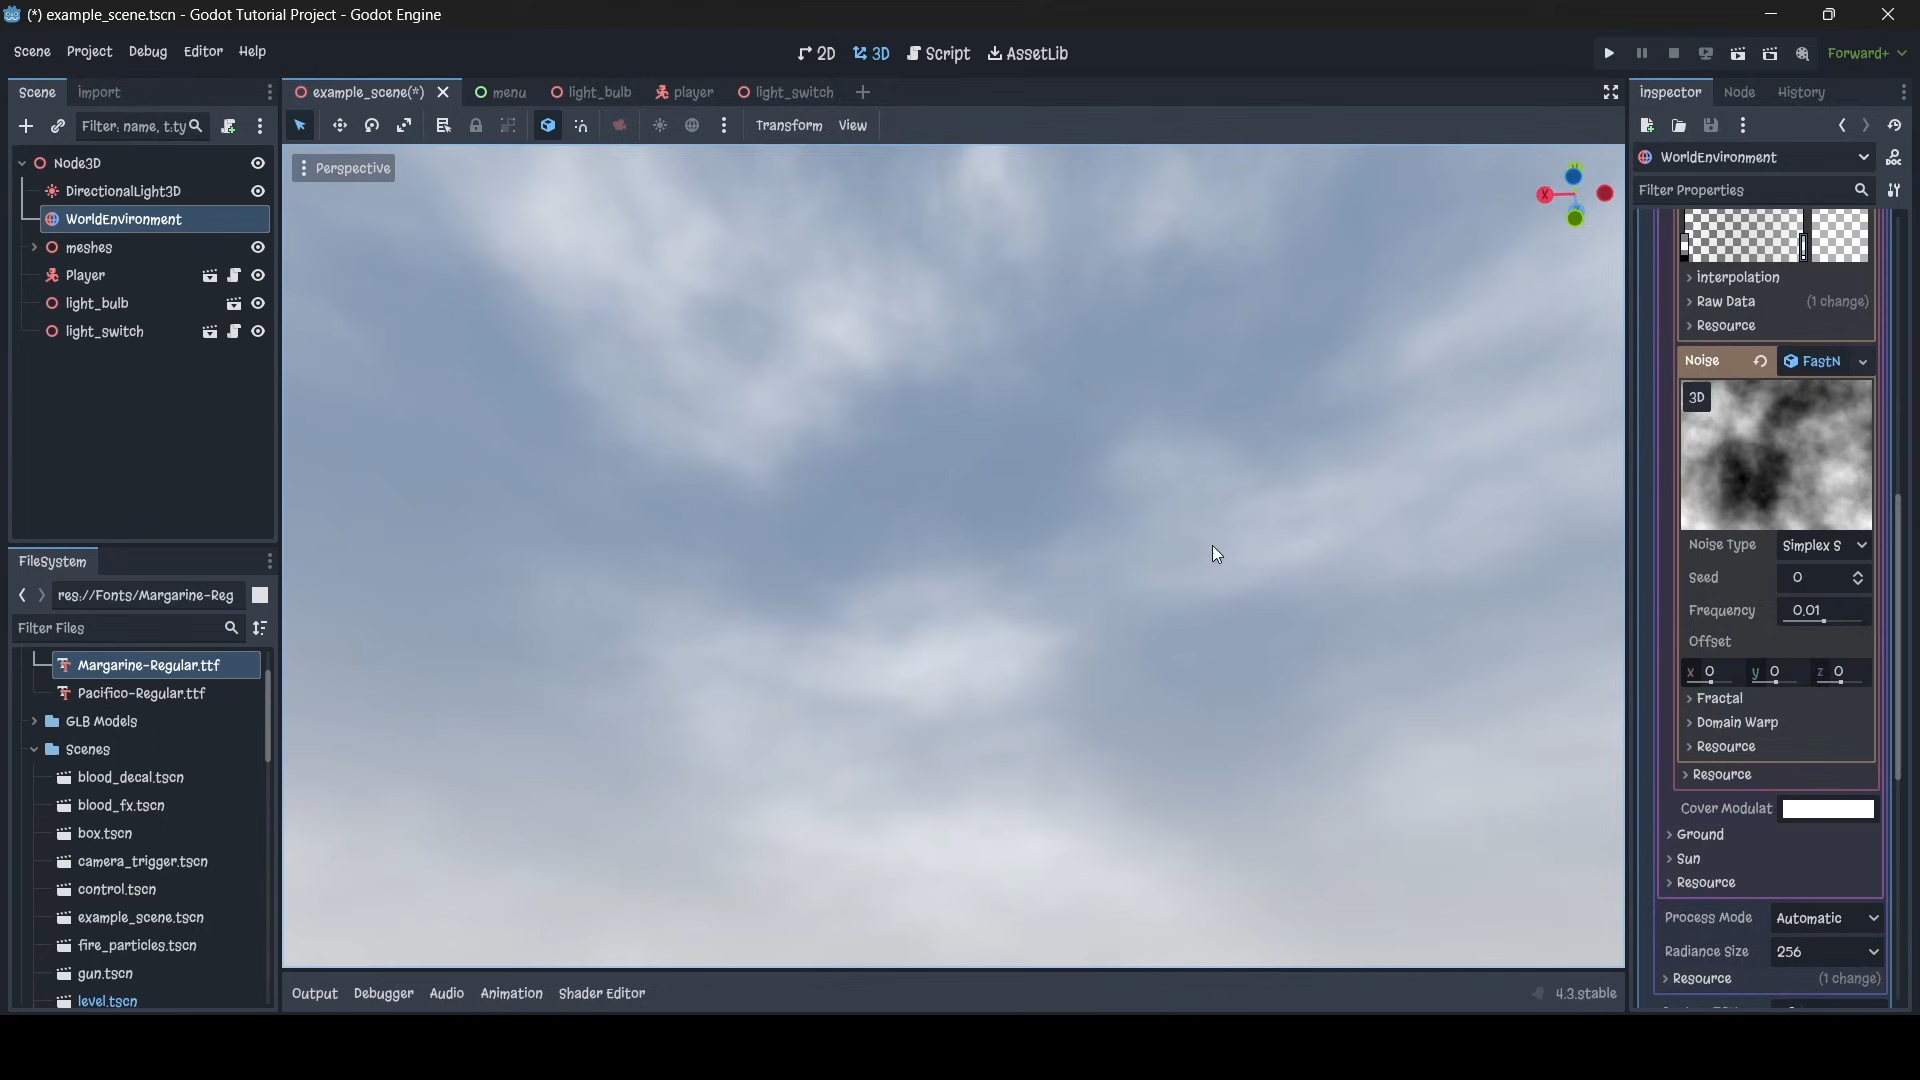 (*) example_scene.tscn - Godot Tutorial Project - Godot Engine
Scene Project Debug Editor Help
2D 3D Script AssetLib
Forward+
Scene Import
Filter: name, t:ty
Node3D
DirectionalLight3D
WorldEnvironment
meshes
Player
light_bulb
light_switch
FileSystem
res://Fonts/Margarine-Reg
Filter Files
Margarine-Regular.ttf
Pacifico-Regular.ttf
GLB Models
Scenes
blood_decal.tscn
blood_fx.tscn
box.tscn
camera_trigger.tscn
control.tscn
example_scene.tscn
fire_particles.tscn
gun.tscn
level.tscn
example_scene(*) menu light_bulb player light_switch
Transform View
Perspective
X
Output Debugger Audio Animation Shader Editor
4.3.stable
Inspector Node History
WorldEnvironment
Filter Properties
Interpolation
Raw Data (1 change)
Resource
Noise FastN
3D
Noise Type Simplex S
Seed 0
Frequency 0.01
Offset
x 0 y 0 z 0
Fractal
Domain Warp
Resource
Resource
Cover Modulat
Ground
Sun
Resource
Process Mode Automatic
Radiance Size 256
Resource (1 change)